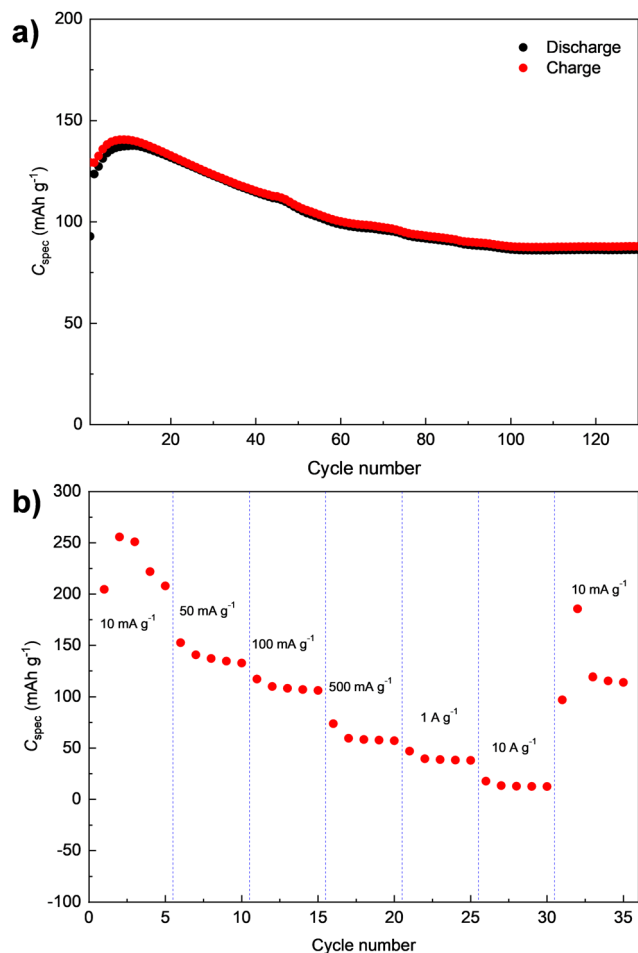 a)
200
150
100
50
0
C_spec (mAh g⁻¹)
Discharge
Charge
20 40 60 80 100 120
Cycle number
b)
300
250
200
150
100
50
0
-50
-100
C_spec (mAh g⁻¹)
10 mA g⁻¹
50 mA g⁻¹
100 mA g⁻¹
500 mA g⁻¹
1 A g⁻¹
10 A g⁻¹
10 mA g⁻¹
0 5 10 15 20 25 30 35
Cycle number